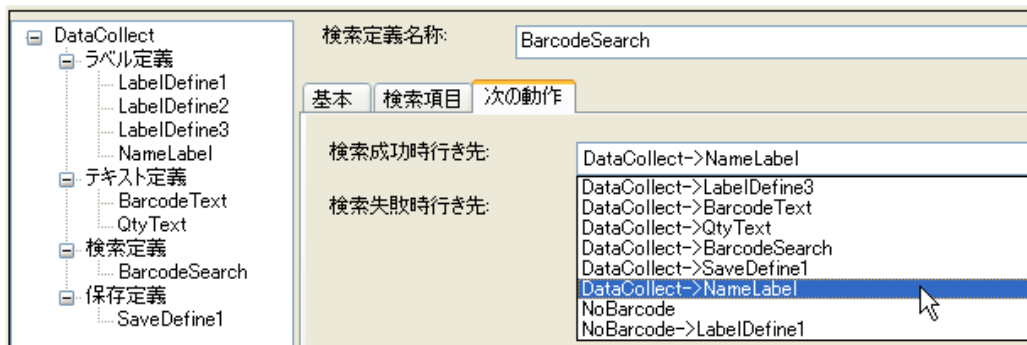 DataCollect
ラベル定義
LabelDefine1
LabelDefine2
LabelDefine3
NameLabel
テキスト定義
BarcodeText
QtyText
検索定義
BarcodeSearch
保存定義
SaveDefine1
検索定義名称:
BarcodeSearch
基本 検索項目 次の動作
検索成功時行き先:
DataCollect->NameLabel
検索失敗時行き先:
DataCollect->LabelDefine3
DataCollect->BarcodeText
DataCollect->QtyText
DataCollect->BarcodeSearch
DataCollect->SaveDefine1
DataCollect->NameLabel
NoBarcode
NoBarcode->LabelDefine1